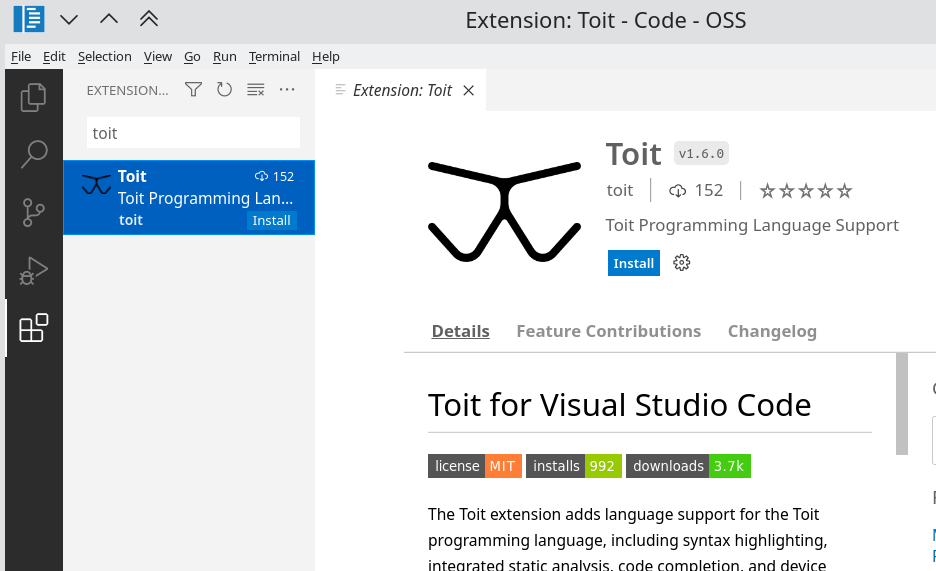 Extension: Toit - Code - OSS
File Edit Selection View Go Run Terminal Help
EXTENSION...
toit
Toit 152
Toit Programming Lan...
toit Install
Extension: Toit
Toit v1.6.0
toit 152
Toit Programming Language Support
Install
Details Feature Contributions Changelog
Toit for Visual Studio Code
license MIT installs 992 downloads 3.7k
The Toit extension adds language support for the Toit
programming language, including syntax highlighting,
integrated static analysis, code completion, and device